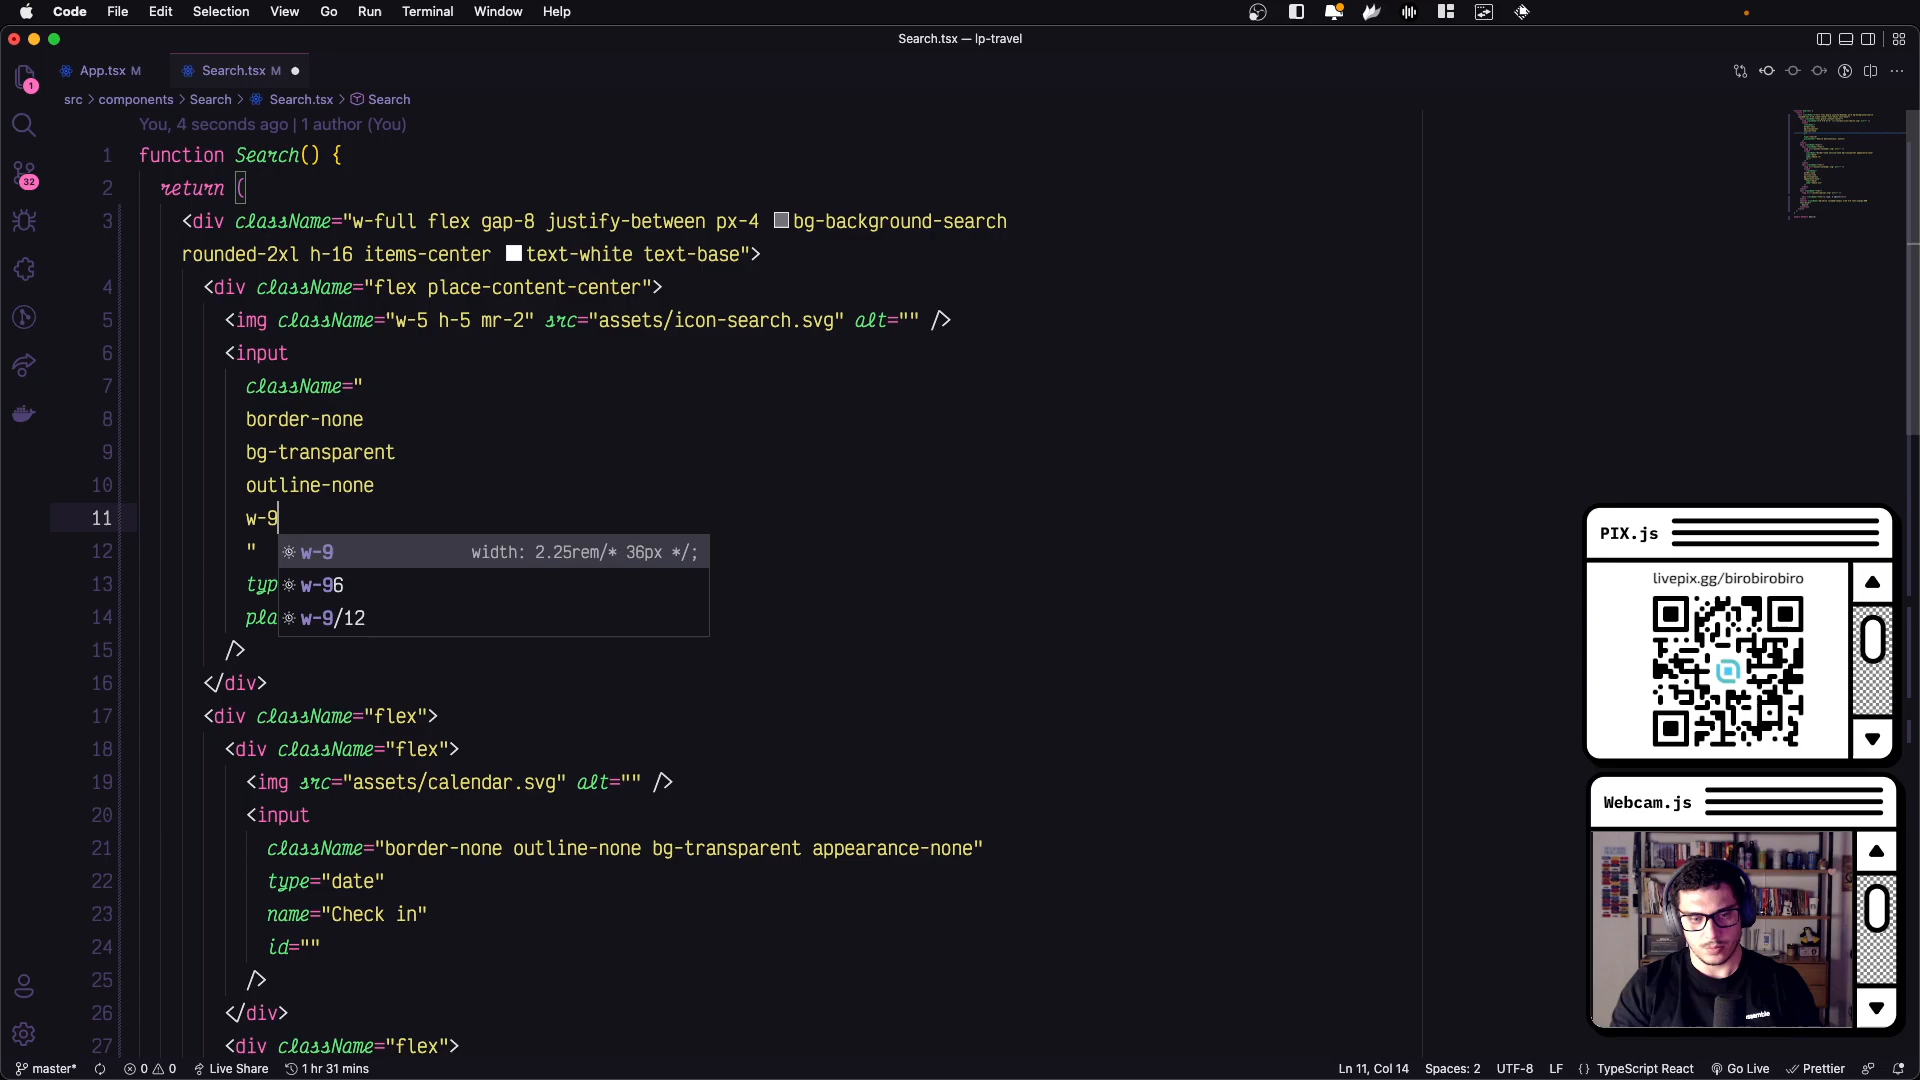 Code File Edit Selection View Go Run Terminal Window Help
Search.tsx — lp-travel
App.tsx M Search.tsx M
1
src > components > Search > Search.tsx > Search
You, 4 seconds ago | 1 author (You)
1 function Search() {
2 return (
3 <div className="w-full flex gap-8 justify-between px-4 bg-background-search
rounded-2xl h-16 items-center text-white text-base">
4 <div className="flex place-content-center">
5 <img className="w-5 h-5 mr-2" src="assets/icon-search.svg" alt="" />
6 <input
7 className="
8 border-none
9 bg-transparent
10 outline-none
11 w-9
12 "
w-9 width: 2.25rem/* 36px */;
13 typ
w-96
14 pla
w-9/12
15 />
16 </div>
17 <div className="flex">
18 <div className="flex">
19 <img src="assets/calendar.svg" alt="" />
20 <input
21 className="border-none outline-none bg-transparent appearance-none"
22 type="date"
23 name="Check in"
24 id=""
25 />
26 </div>
27 <div className="flex">
32
PIX.js
livepix.gg/birobirobiro
Webcam.js
master* 0 0 Live Share 1 hr 31 mins
Ln 11, Col 14 Spaces: 2 UTF-8 LF {} TypeScript React Go Live Prettier